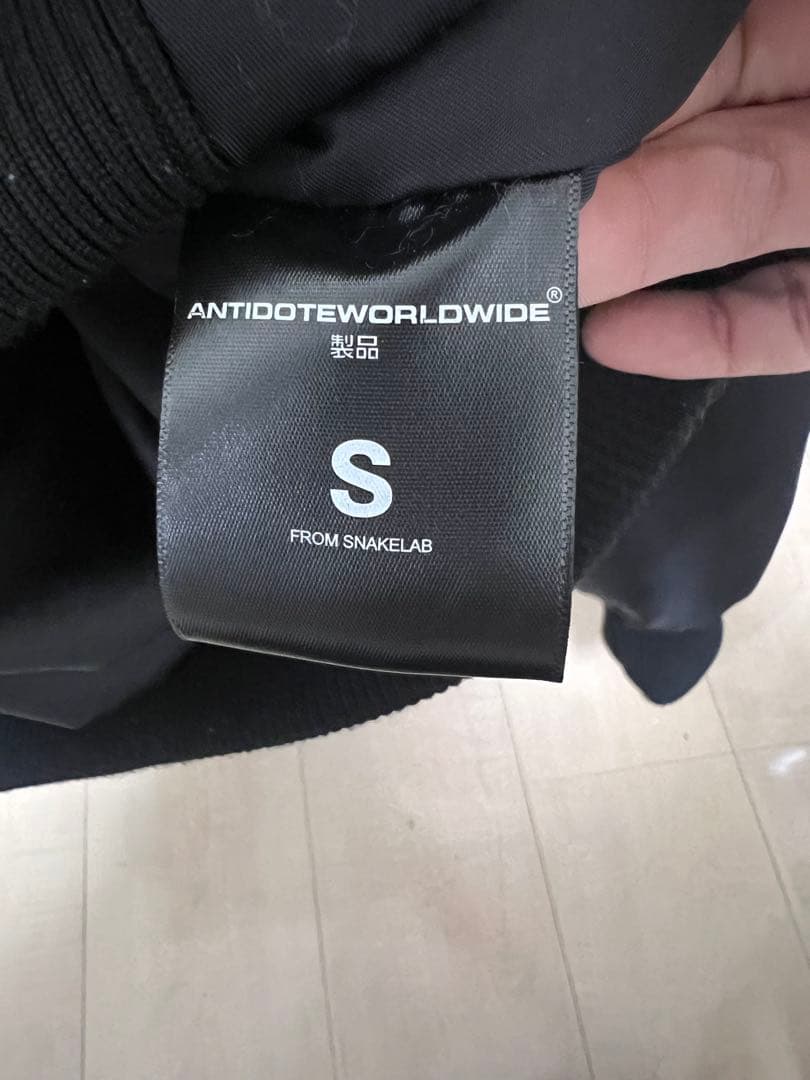 ANTIDOTEWORLDWIDE®
製品
S
FROM SNAKELAB